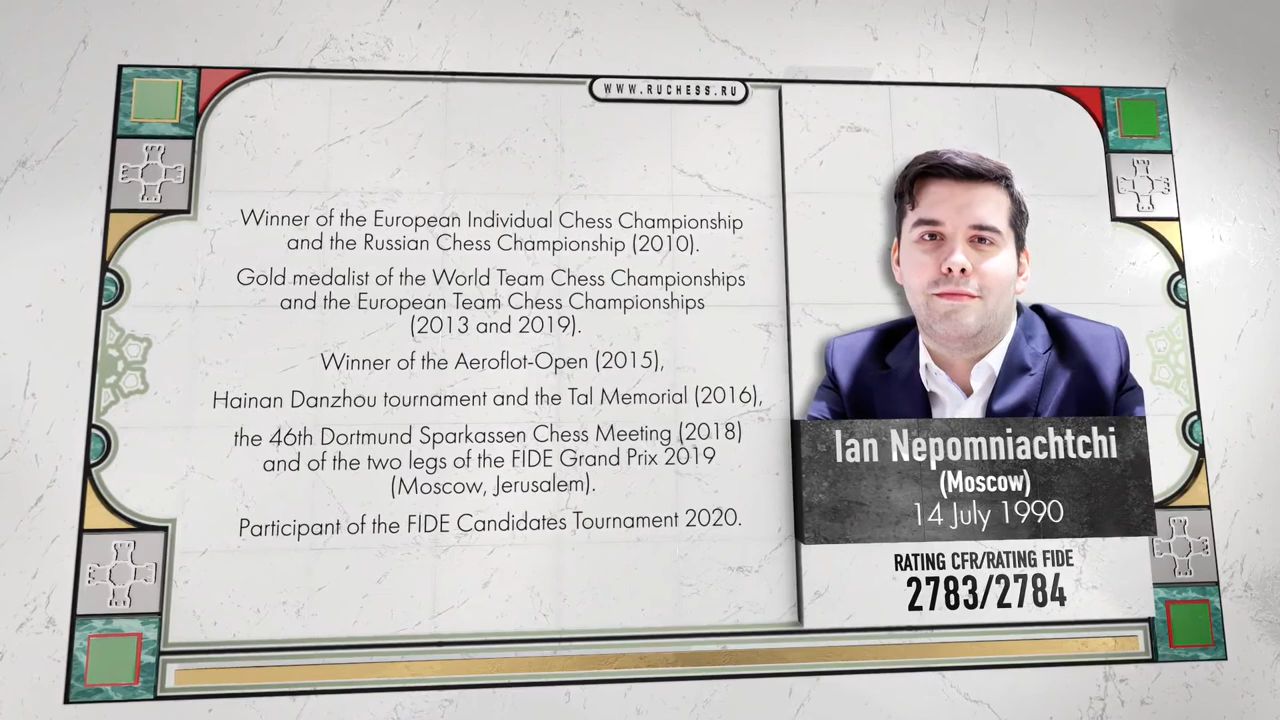 WWW.RUCHESS.RU
Winner of the European Individual Chess Championship
and the Russian Chess Championship (2010).
Gold medalist of the World Team Chess Championships
and the European Team Chess Championships
(2013 and 2019).
Winner of the Aeroflot-Open (2015),
Hainan Danzhou tournament and the Tal Memorial (2016),
the 46th Dortmund Sparkassen Chess Meeting (2018)
and of the two legs of the FIDE Grand Prix 2019
(Moscow, Jerusalem).
Participant of the FIDE Candidates Tournament 2020.
Ian Nepomniachtchi
(Moscow)
14 July 1990
RATING CFR/RATING FIDE
2783/2784